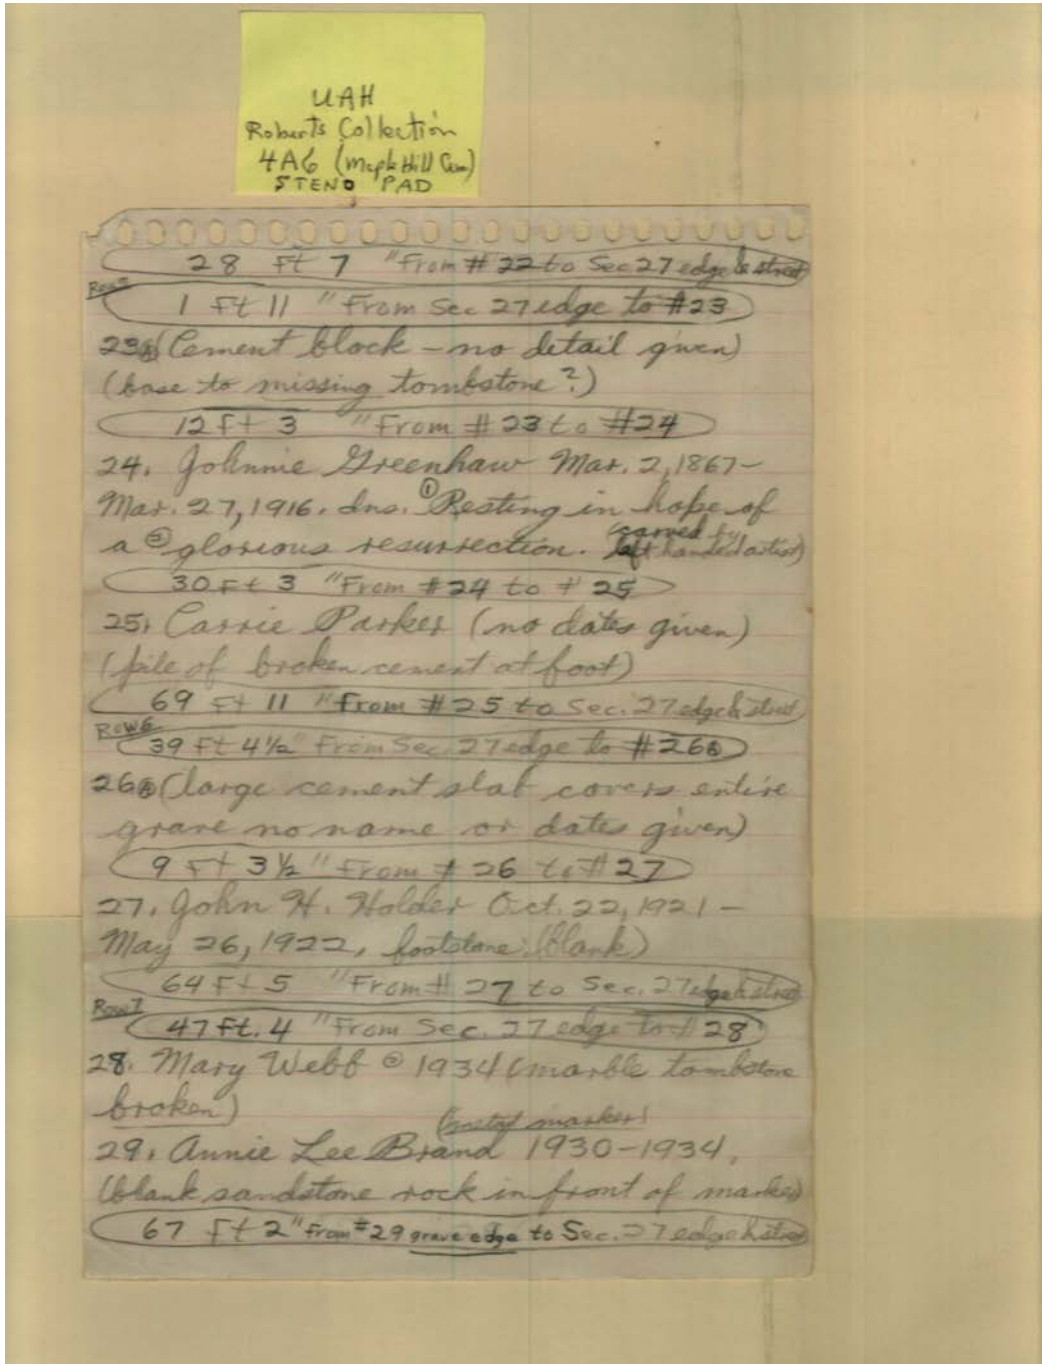 UAH
Roberts Collection
4A6 (Maple Hill Cem)
STENO PAD
28 ft 7 " From # 22 to Sec 27 edge & street
Row 5
1 ft 11 " From Sec 27 edge to #23
23 (Cement block - no detail given)
(base to missing tombstone?)
12 ft 3 " From # 23 to #24
24. Johnnie Greenhaw Mar. 2, 1867-
Mar. 27, 1916. dns. ① Resting in hope of
a ② glorious resurrection. (carved by
left handed artist)
30 ft 3 " From #24 to # 25
25. Carrie Parker (no dates given)
(pile of broken cement at foot)
69 ft 11 " From #25 to Sec. 27 edge & street
Row 6
39 ft 4½" From Sec. 27 edge to #26
26 (large cement slab covers entire
grave no name or dates given)
9 ft 3½ " From # 26 to #27
27. John H. Holder Oct. 22, 1921 -
May 26, 1922, footstone: (blank)
64 ft 5 " From # 27 to Sec. 27 edge & street
Row 7
47 ft. 4 " From Sec. 27 edge to # 28
28. Mary Webb 1934 (marble tombstone
broken)
(metal marker)
29. Annie Lee Brand 1930-1934.
(blank sandstone rock in front of marker)
67 ft 2 " From #29 grave edge to Sec. 27 edge & street